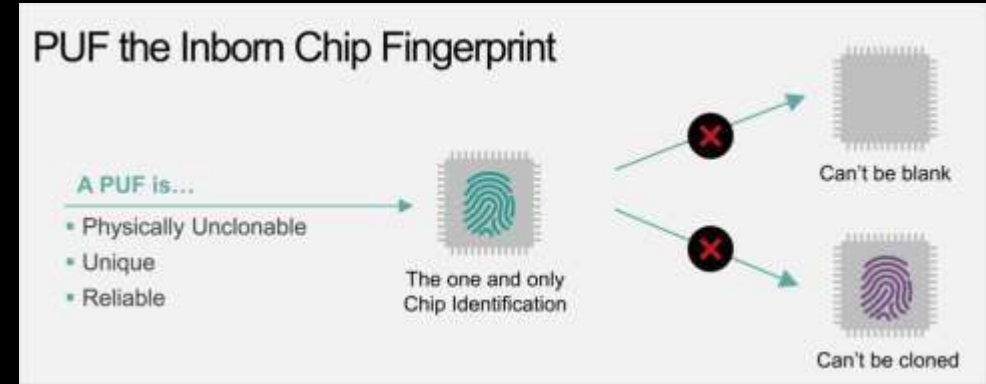 PUF the Inborn Chip Fingerprint
A PUF is...
▪ Physically Unclonable
▪ Unique
▪ Reliable
The one and only
Chip Identification
Can't be blank
Can't be cloned